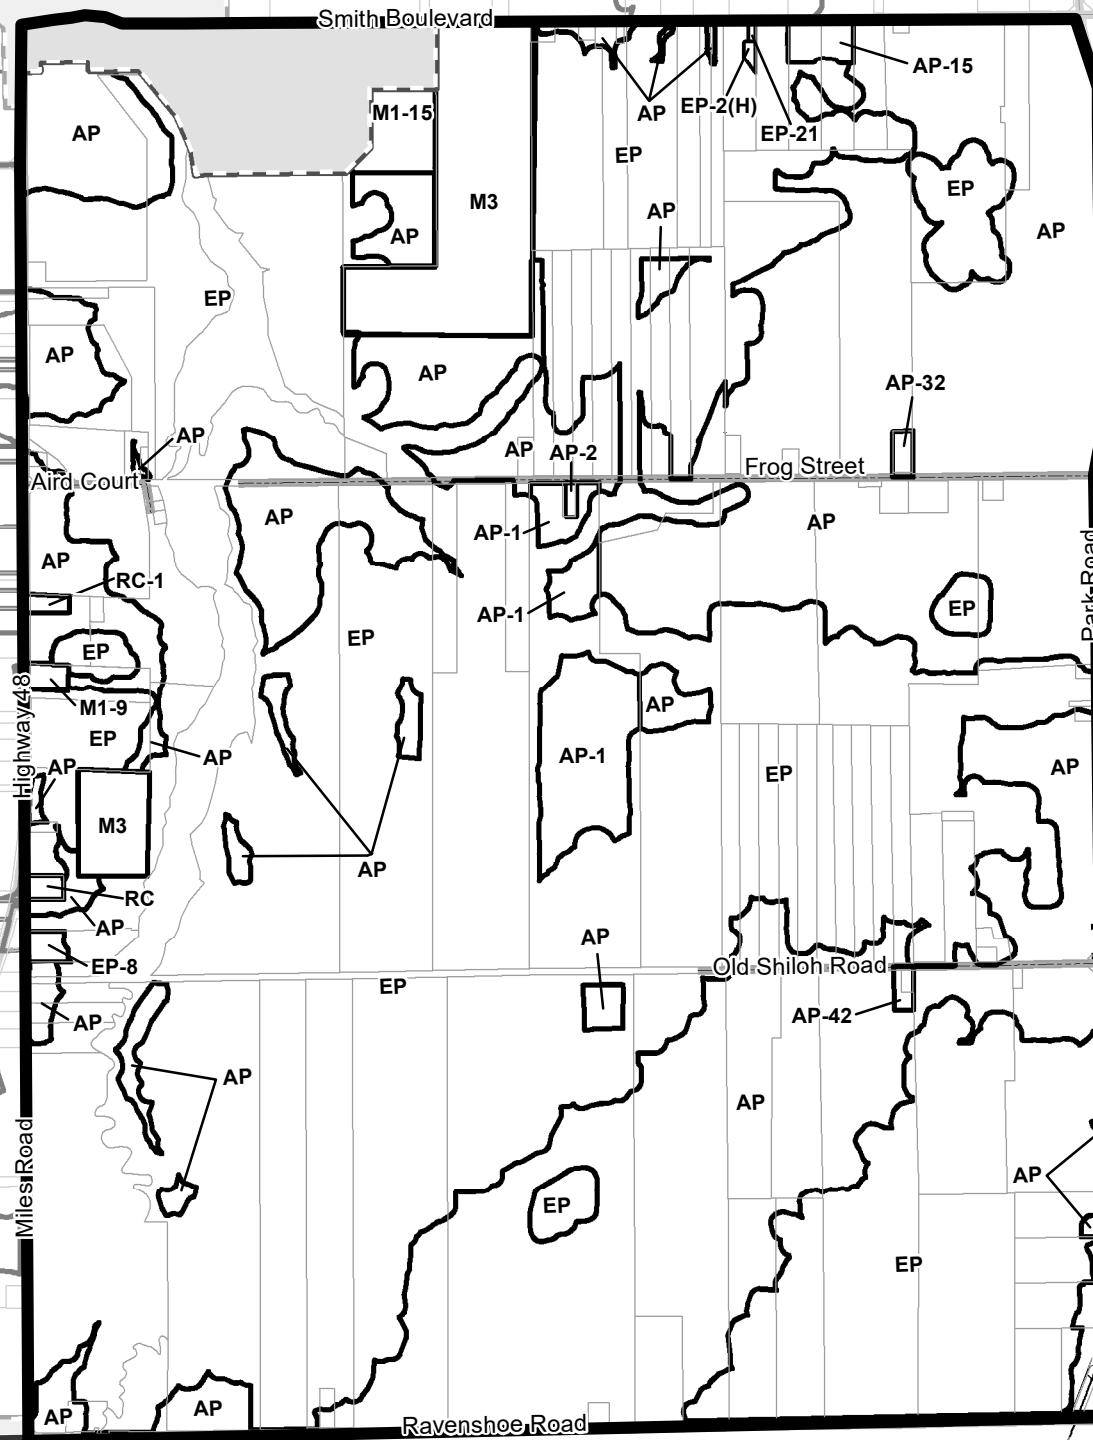 Smith Boulevard
AP-15
M1-15
AP
EP-2(H)
AP
EP-21
EP
EP
M3
AP
AP
AP
EP
AP
AP
AP-32
AP
AP
AP-2
Frog Street
Aird Court
AP
AP
AP-1
Park Road
AP
RC-1
EP
AP-1
EP
EP
Highway 48
M1-9
AP
EP
AP
AP-1
AP
EP
AP
M3
AP
RC
AP
AP
EP-8
Old Shiloh Road
EP
AP-42
AP
AP
AP
Miles Road
AP
EP
EP
AP
AP
Ravenshoe Road